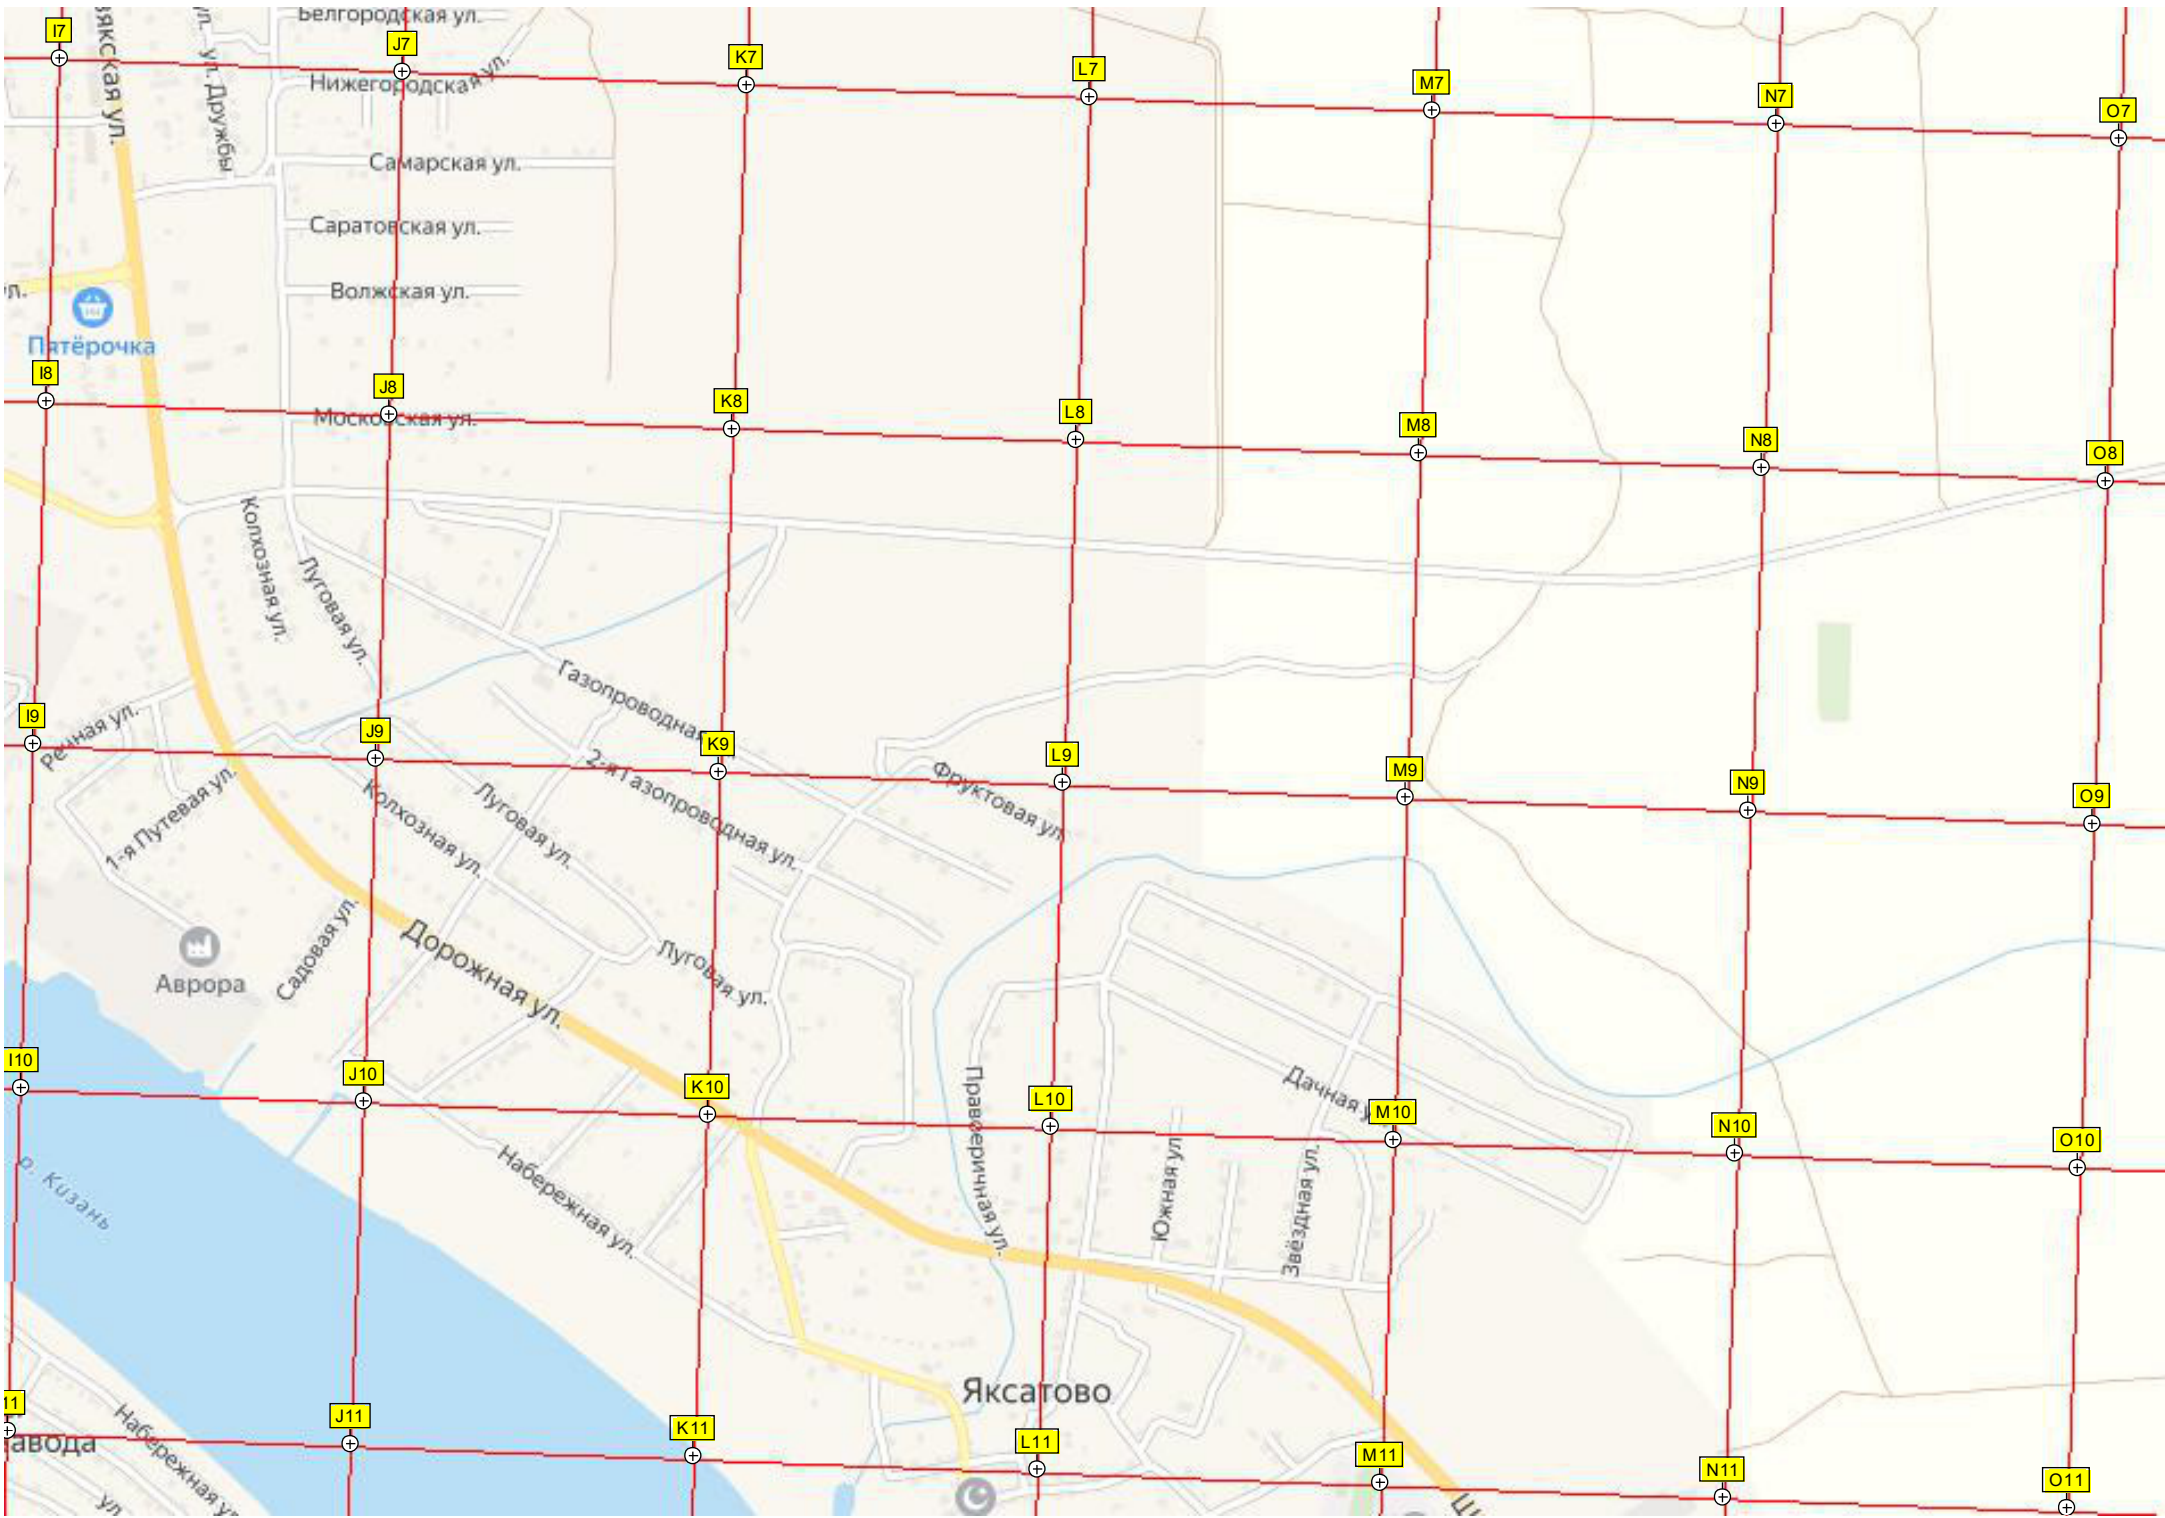 Белгородская ул.
I7
J7
K7
L7
M7
N7
O7
Нижегородская ул.
ул. Дружбы
Самарская ул.
Саратовская ул.
Волжская ул.
Пятёрочка
I8
J8
K8
L8
M8
N8
O8
Московская ул.
Колхозная ул.
Луговая ул.
Газопроводная
I9
J9
K9
L9
M9
N9
O9
Речная ул.
2-я Газопроводная ул.
Фруктовая ул.
1-я Путевая ул.
Колхозная ул.
Луговая ул.
Садовая ул.
Дорожная ул.
Луговая ул.
Аврора
I10
J10
K10
L10
M10
N10
O10
Дачная
р. Кизань
Набережная ул.
Южная ул.
Звёздная ул.
Яксатово
11
J11
K11
L11
M11
N11
O11
авода
Набережная ул.
ул